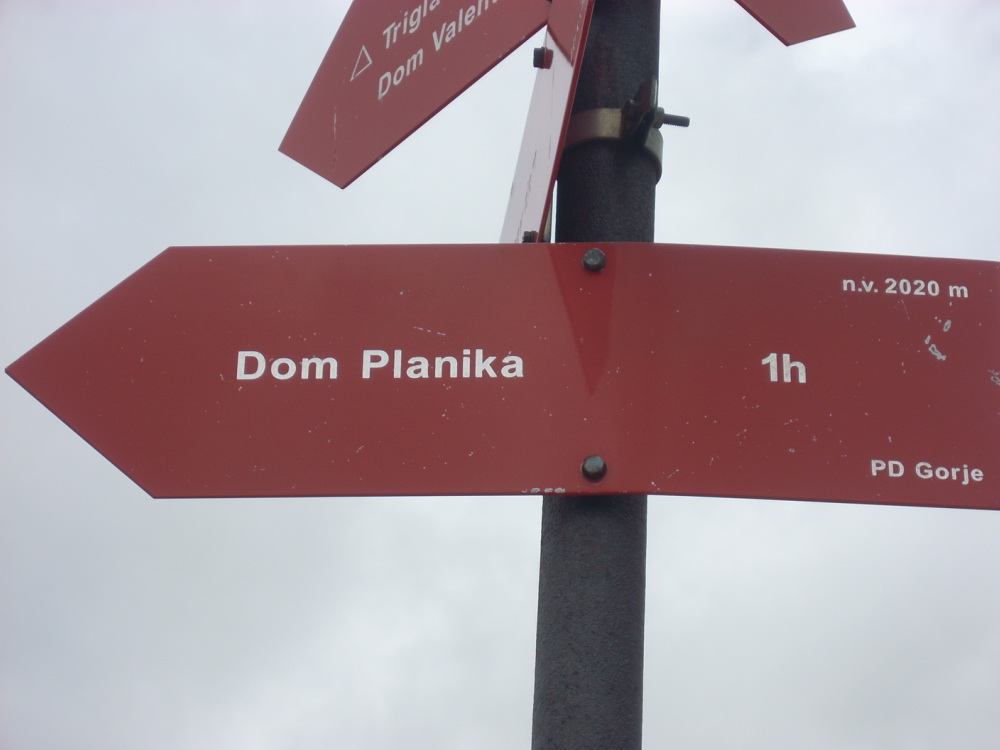 Dom Planika
1h
n.v. 2020 m
PD Gorje